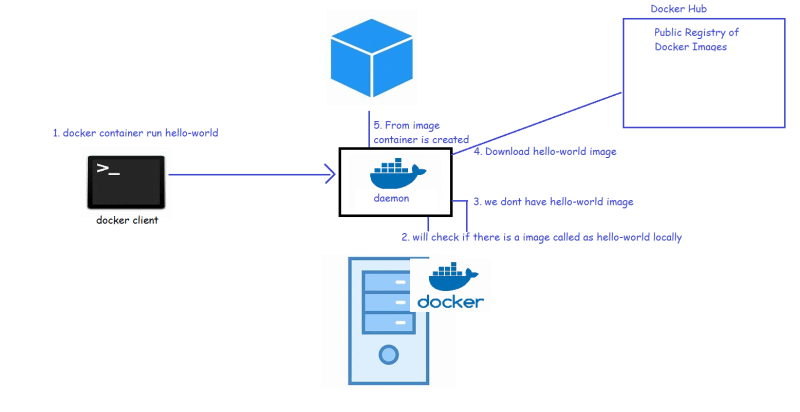 Docker Hub
Public Registry of
Docker Images
1. docker container run hello-world
>_
docker client
5. From image
container is created
4. Download hello-world image
daemon
3. we dont have hello-world image
2. will check if there is a image called as hello-world locally
docker